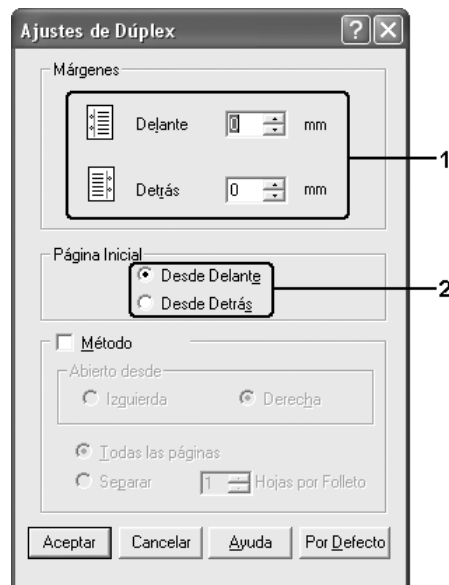 Ajustes de Dúplex
Márgenes
Delante 0 mm
1
Detrás 0 mm
Página Inicial
Desde Delante
2
Desde Detrás
Método
Abierto desde
Izquierda Derecha
Todas las páginas
Separar 1 Hojas por Folleto
Aceptar Cancelar Ayuda Por Defecto